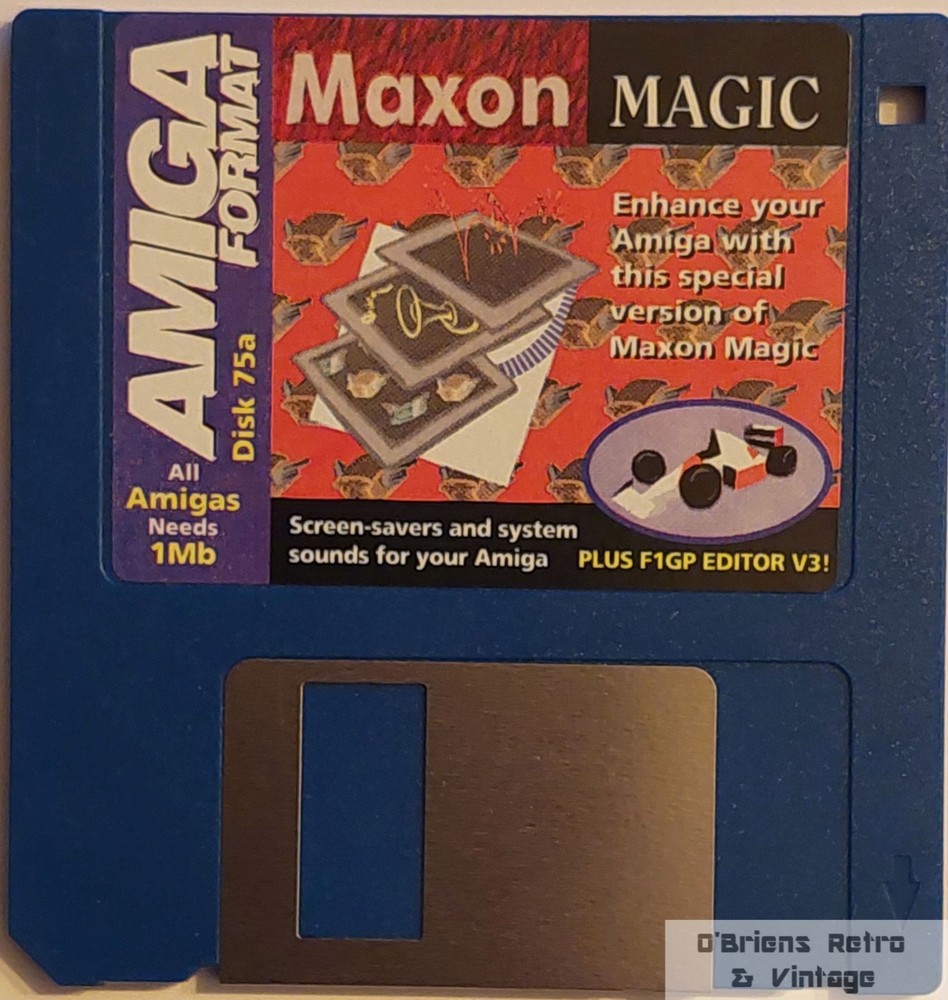 AMIGA
FORMAT
Disk 75a
All
Amigas
Needs
1Mb
Maxon MAGIC
Enhance your
Amiga with
this special
version of
Maxon Magic
Screen-savers and system
sounds for your Amiga
PLUS F1GP EDITOR V3!
O'Briens Retro
& Vintage